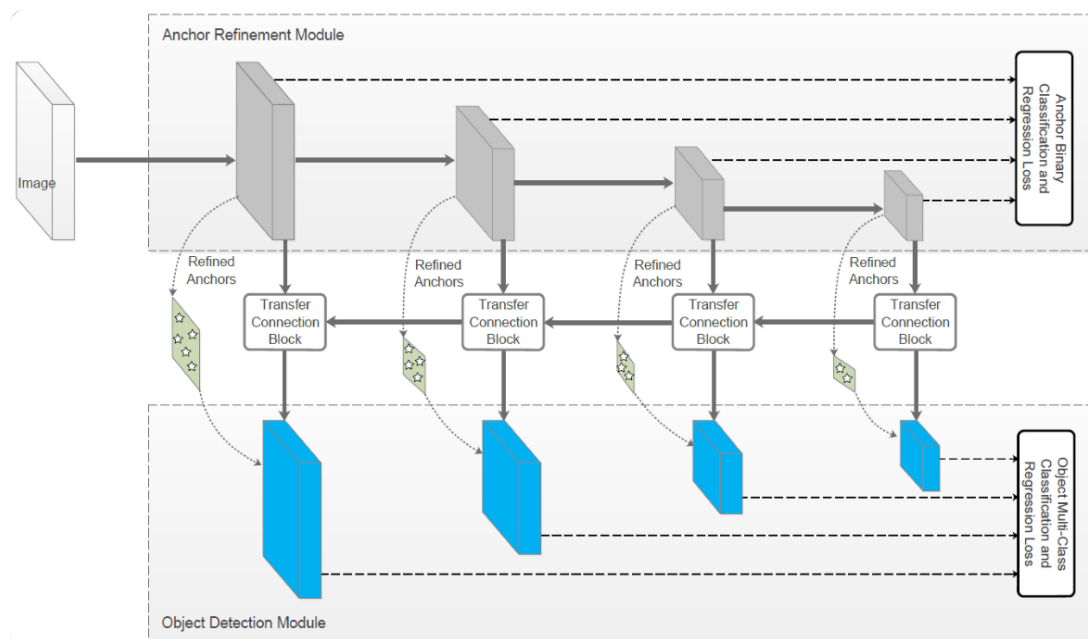 Anchor Refinement Module
Image
Anchor Binary
Classification and
Regression Loss
Refined
Anchors
Refined
Anchors
Refined
Anchors
Refined
Anchors
Transfer
Connection
Block
Transfer
Connection
Block
Transfer
Connection
Block
Transfer
Connection
Block
Object Multi-Class
Classification and
Regression Loss
Object Detection Module